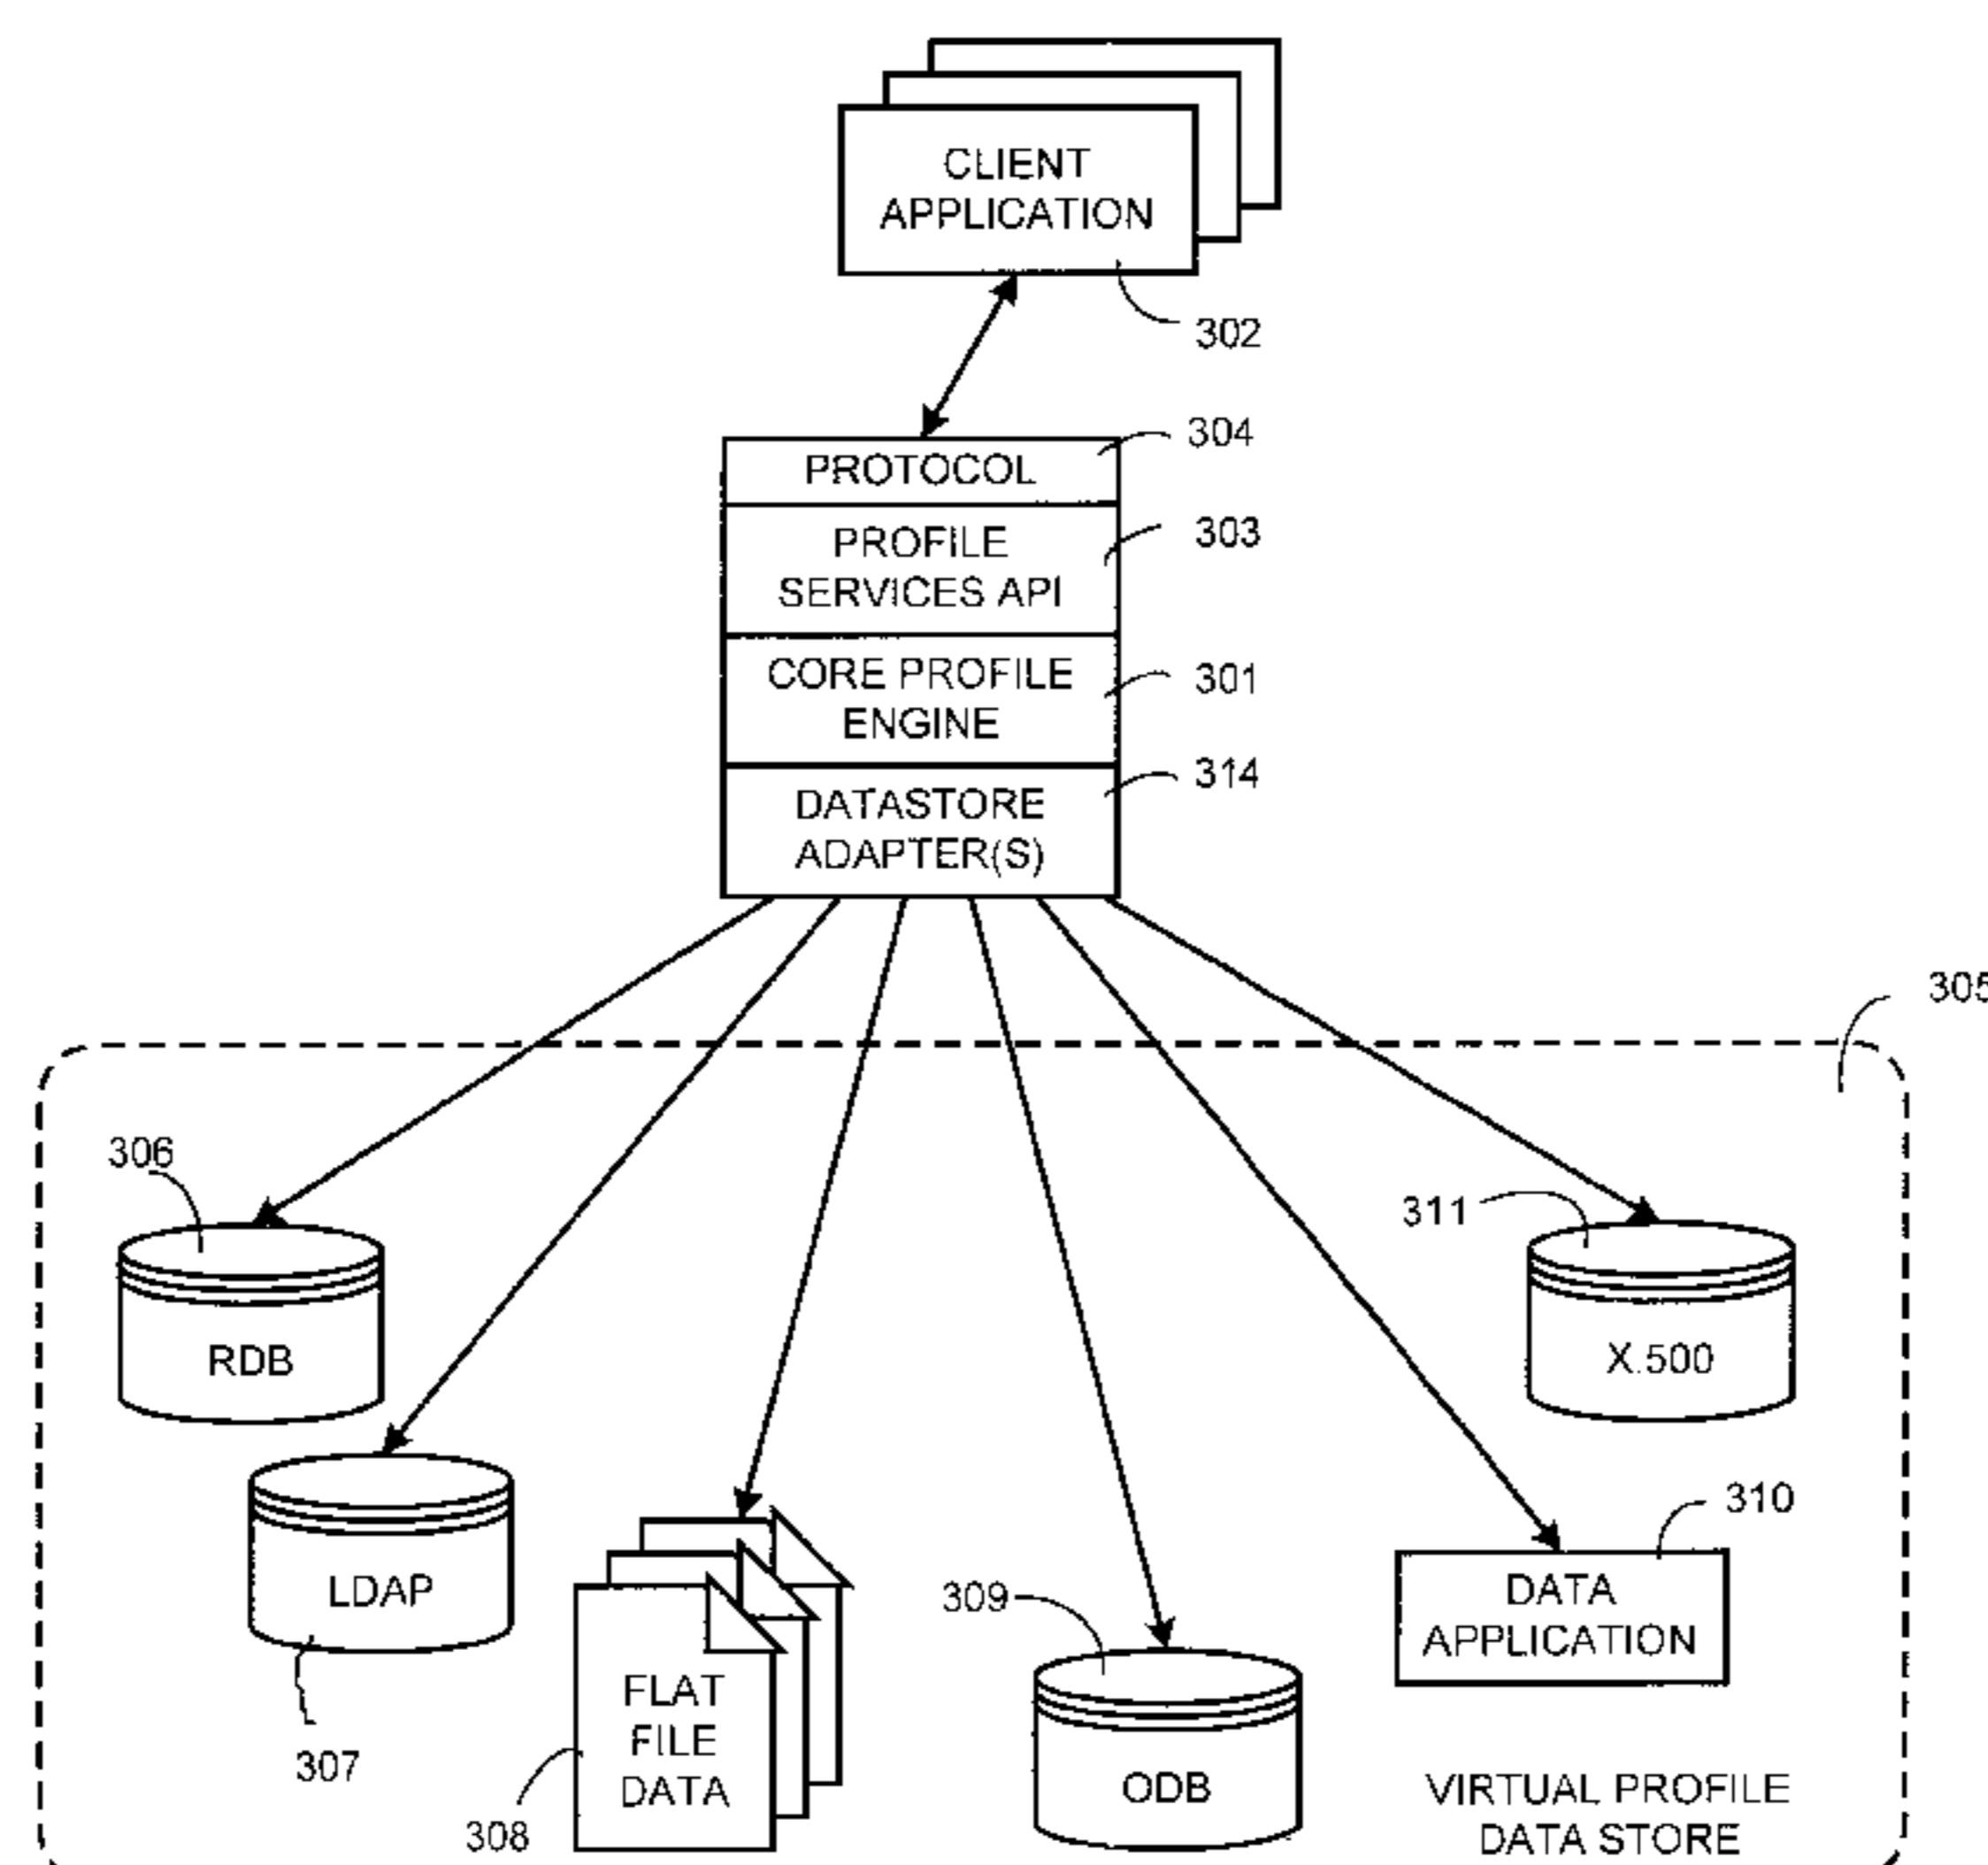 CLIENT
APPLICATION
302
304
PROTOCOL
303
PROFILE
SERVICES API
CORE PROFILE
ENGINE
301
314
DATASTORE
ADAPTER(S)
305
306
311
RDB
X.500
310
LDAP
DATA
APPLICATION
309
307
FLAT
FILE
DATA
308
ODB
VIRTUAL PROFILE
DATA STORE